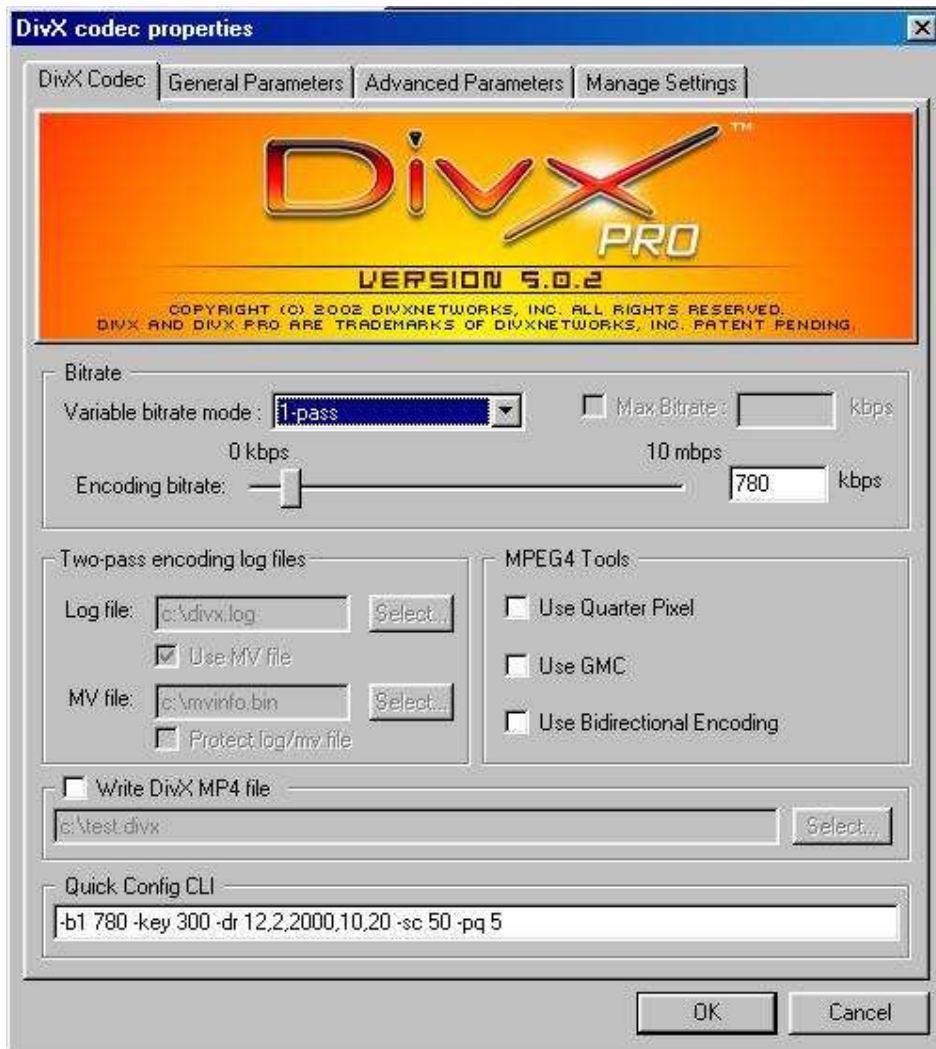 DivX codec properties
DivX Codec General Parameters Advanced Parameters Manage Settings
DivX ™
PRO
VERSION 5.0.2
COPYRIGHT (C) 2002 DIVXNETWORKS, INC. ALL RIGHTS RESERVED.
DIVX AND DIVX PRO ARE TRADEMARKS OF DIVXNETWORKS, INC. PATENT PENDING.
Bitrate
Variable bitrate mode : 1-pass Max Bitrate : kbps
0 kbps 10 mbps
Encoding bitrate: 780 kbps
Two-pass encoding log files
Log file: c:\divx.log Select...
Use MV file
MV file: c:\mvinfo.bin Select...
Protect log/mv file
MPEG4 Tools
Use Quarter Pixel
Use GMC
Use Bidirectional Encoding
Write DivX MP4 file
c:\test.divx Select...
Quick Config CLI
-b1 780 -key 300 -dr 12,2,2000,10,20 -sc 50 -pq 5
OK Cancel